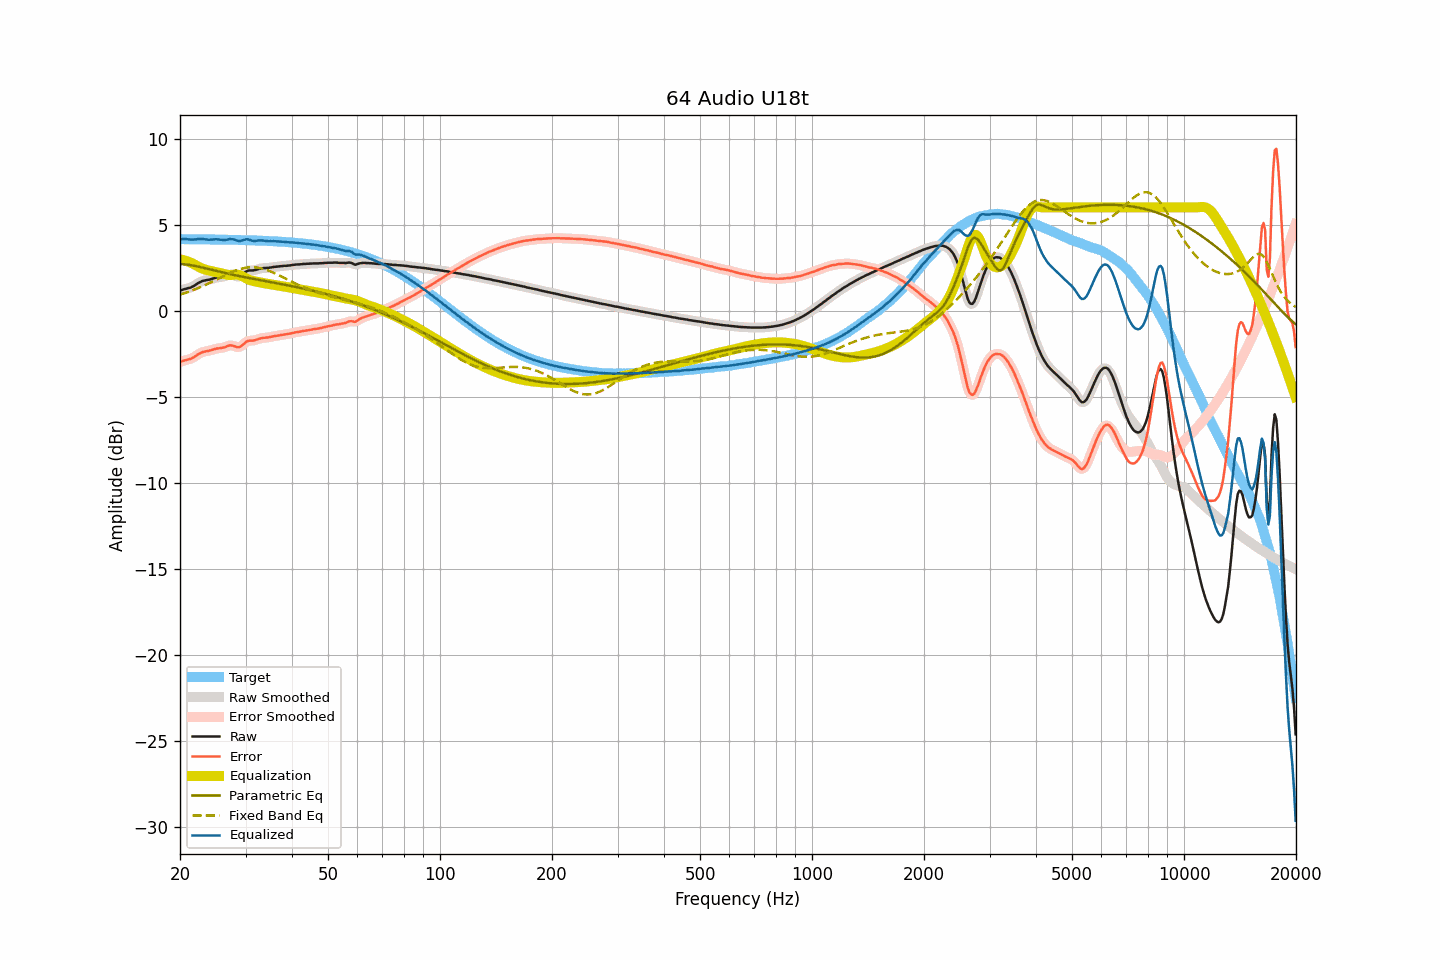 64 Audio U18t
10
5
0
−5
−10
−15
−20
−25
−30
Amplitude (dBr)
Target
Raw Smoothed
Error Smoothed
Raw
Error
Equalization
Parametric Eq
Fixed Band Eq
Equalized
20 50 100 200 500 1000 2000 5000 10000 20000
Frequency (Hz)